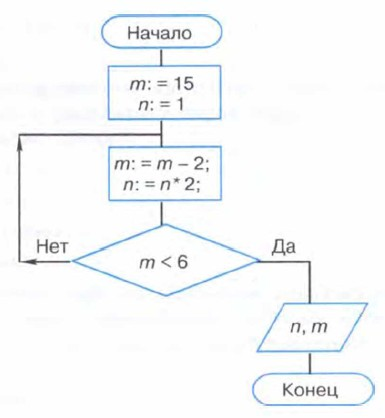 Начало
m: = 15
n: = 1
m: = m – 2;
n: = n* 2;
Нет
Да
m < 6
n, m
Конец